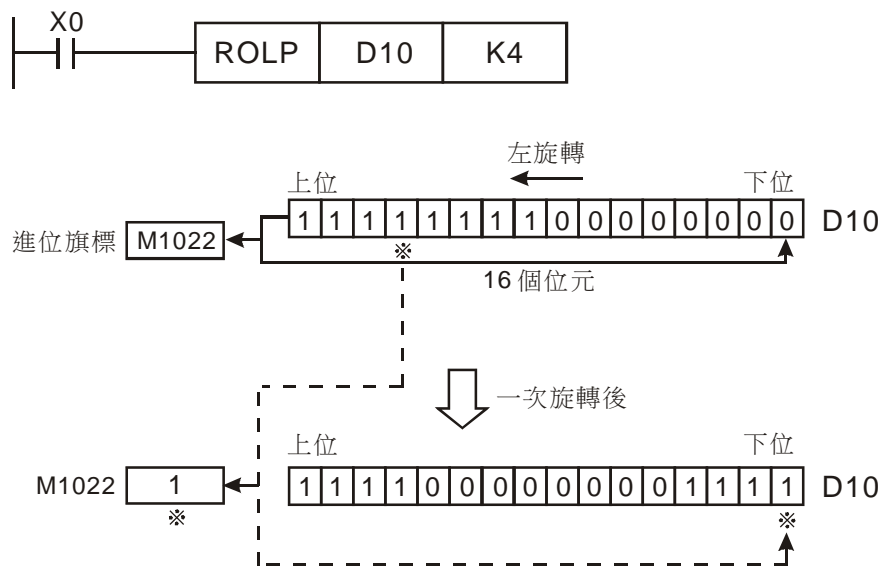 X0
ROLP D10 K4
左旋轉
上位 下位
進位旗標 M1022 1 1 1 1 1 1 1 1 0 0 0 0 0 0 0 0 D10
※
16 個位元
一次旋轉後
上位 下位
M1022 1 1 1 1 1 0 0 0 0 0 0 0 0 1 1 1 1 D10
※ ※